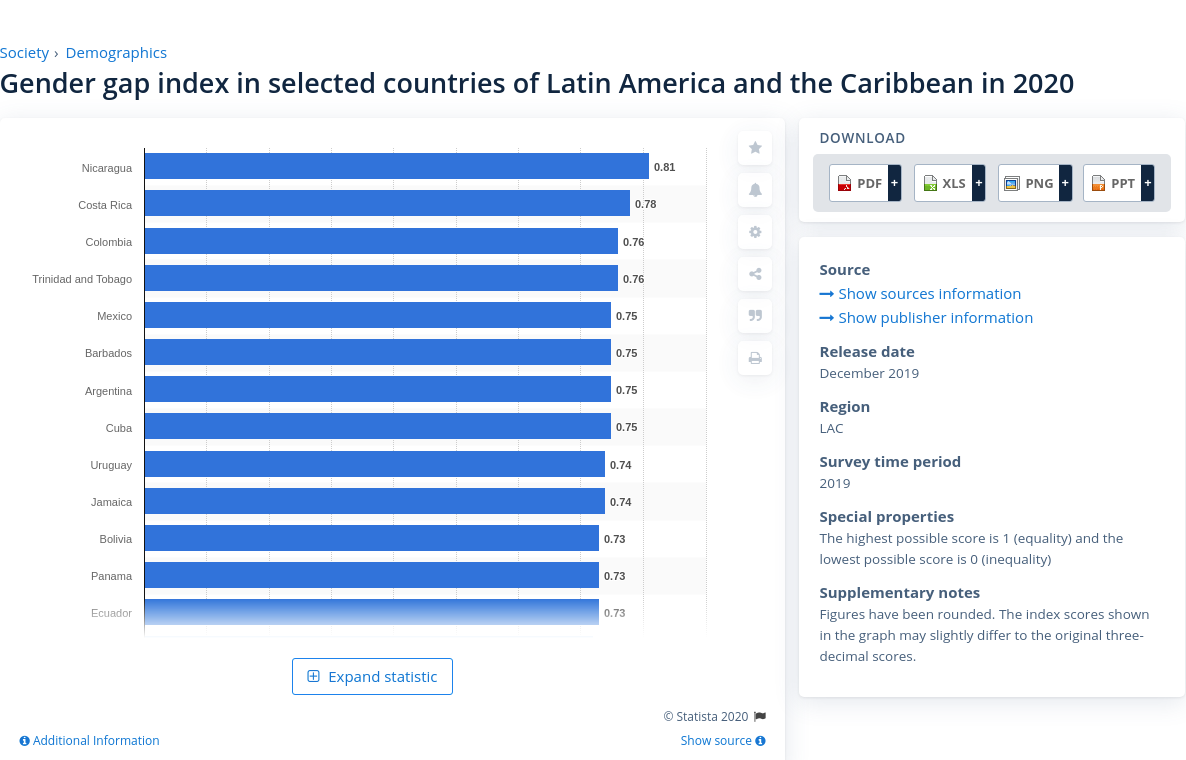 Society › Demographics
Gender gap index in selected countries of Latin America and the Caribbean in 2020
Nicaragua 0.81
Costa Rica 0.78
Colombia 0.76
Trinidad and Tobago 0.76
Mexico 0.75
Barbados 0.75
Argentina 0.75
Cuba 0.75
Uruguay 0.74
Jamaica 0.74
Bolivia 0.73
Panama 0.73
Ecuador 0.73
Expand statistic
© Statista 2020
Additional Information
Show source
DOWNLOAD
PDF + XLS + PNG + PPT +
Source
Show sources information
Show publisher information
Release date
December 2019
Region
LAC
Survey time period
2019
Special properties
The highest possible score is 1 (equality) and the
lowest possible score is 0 (inequality)
Supplementary notes
Figures have been rounded. The index scores shown
in the graph may slightly differ to the original three-
decimal scores.